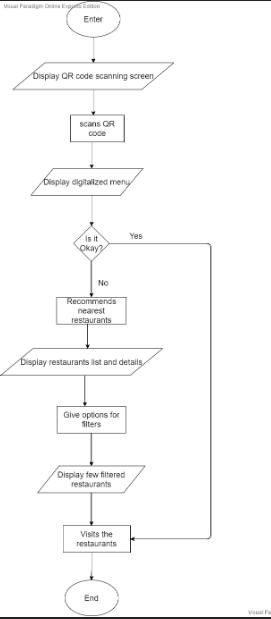 Visual Paradigm Online Express Edition
Enter
Display QR code scanning screen
scans QR
code
Display digitalized menu
Is it
Okay?
Yes
No
Recommends
nearest
restaurants
Display restaurants list and details
Give options for
filters
Display few filtered
restaurants
Visits the
restaurants
End
Visual Pa